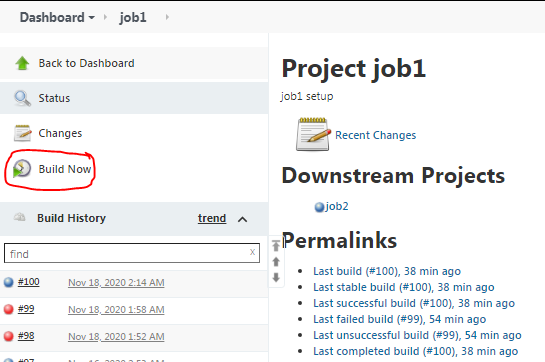 Dashboard job1
Back to Dashboard
Status
Changes
Build Now
Build History trend
find x
#100 Nov 18, 2020 2:14 AM
#99 Nov 18, 2020 1:58 AM
#98 Nov 18, 2020 1:52 AM
Project job1
job1 setup
Recent Changes
Downstream Projects
job2
Permalinks
Last build (#100), 38 min ago
Last stable build (#100), 38 min ago
Last successful build (#100), 38 min ago
Last failed build (#99), 54 min ago
Last unsuccessful build (#99), 54 min ago
Last completed build (#100), 38 min ago